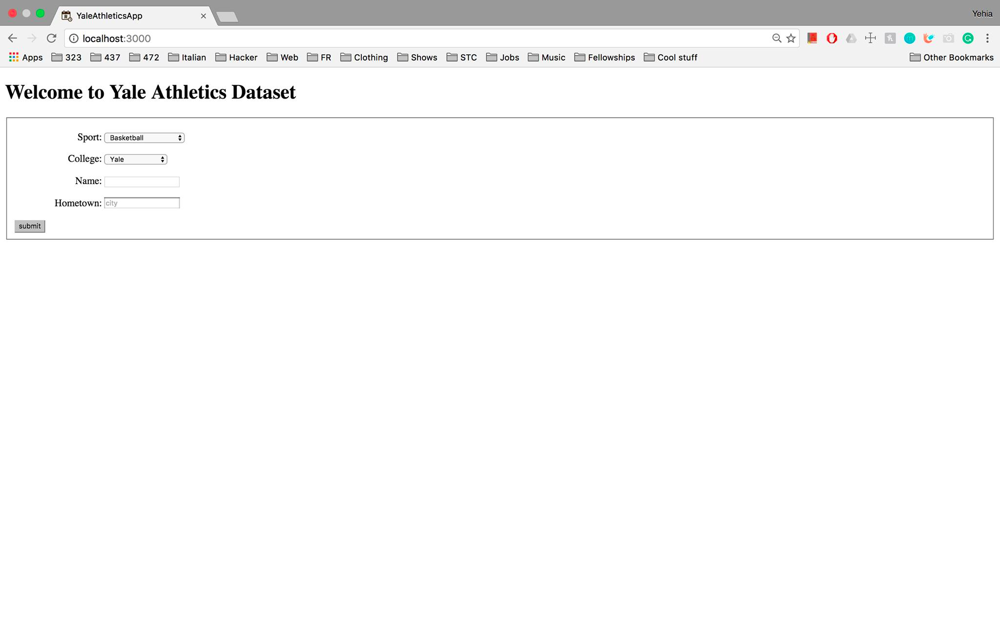 YaleAthleticsApp
Yehia
localhost:3000
Apps 323 437 472 Italian Hacker Web FR Clothing Shows STC Jobs Music Fellowships Cool stuff Other Bookmarks
Welcome to Yale Athletics Dataset
Sport: Basketball
College: Yale
Name:
Hometown: city
submit